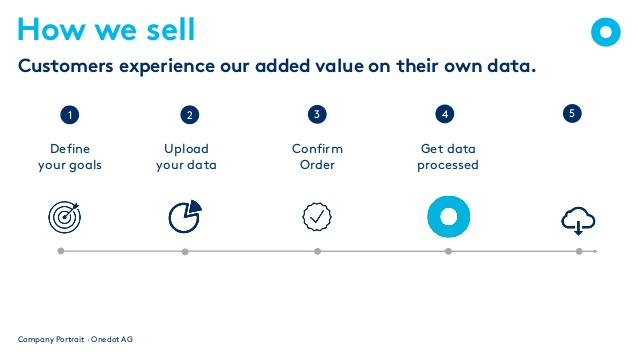 How we sell
Customers experience our added value on their own data.
1
2
3
4
5
Define
your goals
Upload
your data
Confirm
Order
Get data
processed
Company Portrait · Onedot AG